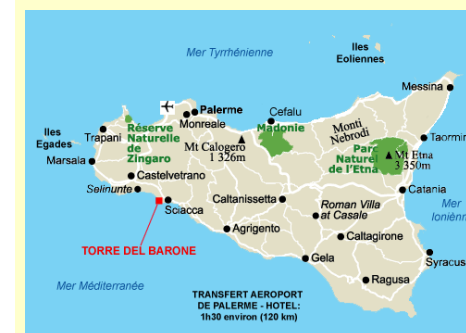 Mer Tyrrhénienne
Iles
Eoliennes
Messina
Palerme
Monreale
Cefalu
Réserve
Naturelle
de
Zingaro
Trapani
Iles
Egades
Marsala
Mt Calogero
1 326m
Madonie
Monti
Nebrodi
Taormin
Parc
Naturel
de l'Etna
Mt Etna
3 350m
Castelvetrano
Selinunte
Sciacca
Caltanissetta
Roman Villa
at Casale
Catania
Mer
Ionienn
TORRE DEL BARONE
Agrigento
Caltagirone
Gela
Syracus
Ragusa
Mer Méditerranée
TRANSFERT AEROPORT
DE PALERME - HOTEL:
1h30 environ (120 km)